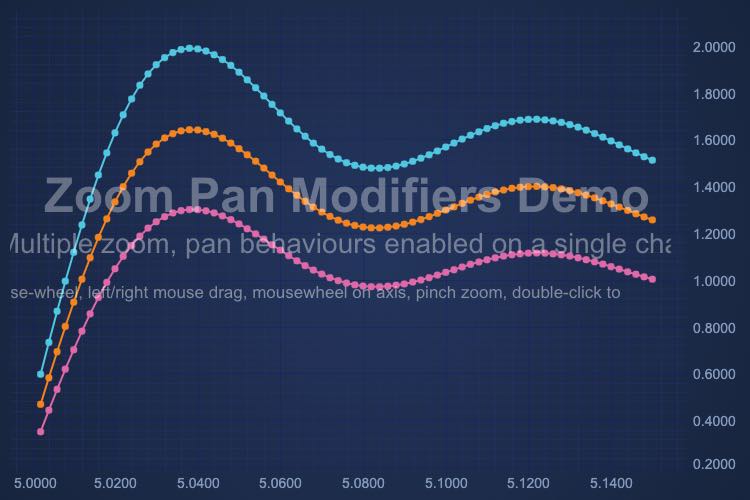 2.0000
1.8000
1.6000
1.4000
Zoom Pan Modifiers Demo
1.2000
Multiple zoom, pan behaviours enabled on a single
1.0000
left/right mouse drag, mousewheel on axis, pinch zoom, double-click to
0.8000
0.6000
0.4000
0.2000
5.0000 5.0200 5.0400 5.0600 5.0800 5.1000 5.1200 5.1400